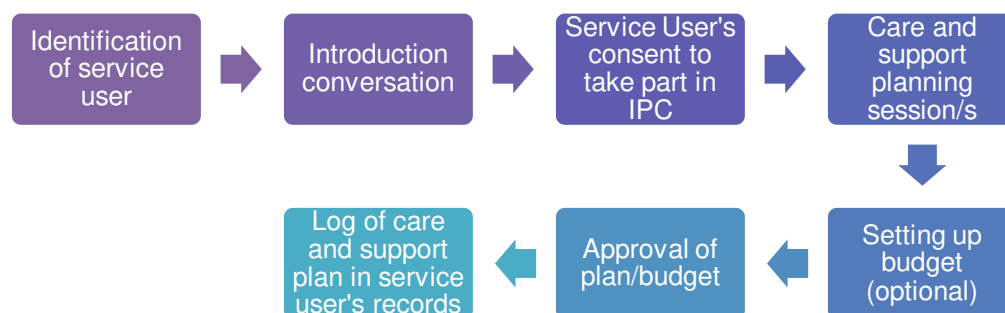 Identification
of service
user
Introduction
conversation
Service User's
consent to
take part in
IPC
Care and
support
planning
session/s
Setting up
budget
(optional)
Approval of
plan/budget
Log of care
and support
plan in service
user's records